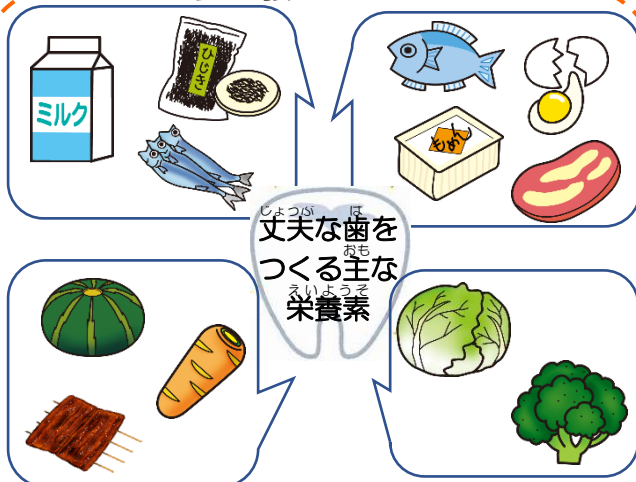 ミルク
ひじき
もめん
じょうぶ は
丈夫な歯を
おも
つくる主な
えいようそ
栄養素